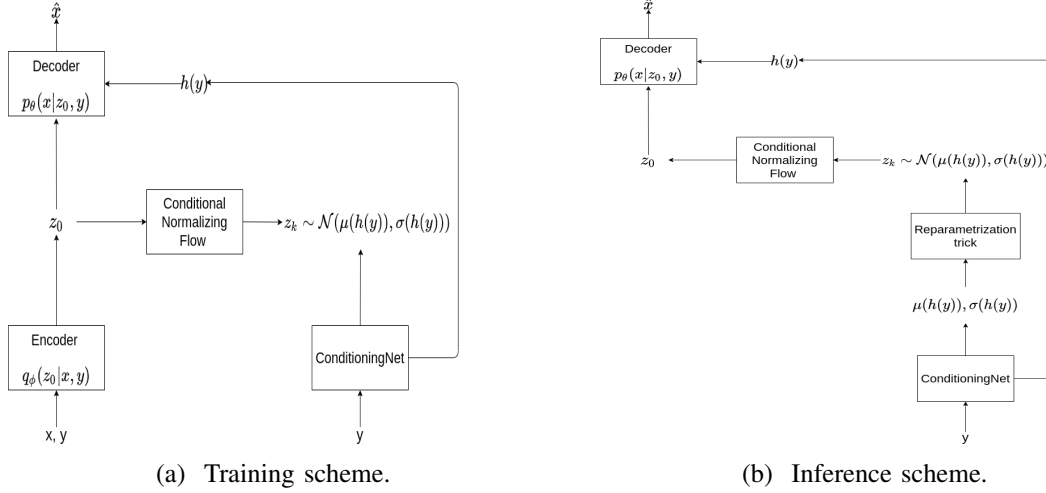 x̂
Decoder
p_θ(x|z_0, y)
h(y)
z_0
Conditional
Normalizing
Flow
z_k ∼ 𝒩(μ(h(y)), σ(h(y)))
Encoder
q_ϕ(z_0|x, y)
ConditioningNet
x, y
y
(a) Training scheme.
x̂
Decoder
p_θ(x|z_0, y)
h(y)
z_0
Conditional
Normalizing
Flow
z_k ∼ 𝒩(μ(h(y)), σ(h(y)))
Reparametrization
trick
μ(h(y)), σ(h(y))
ConditioningNet
y
(b) Inference scheme.